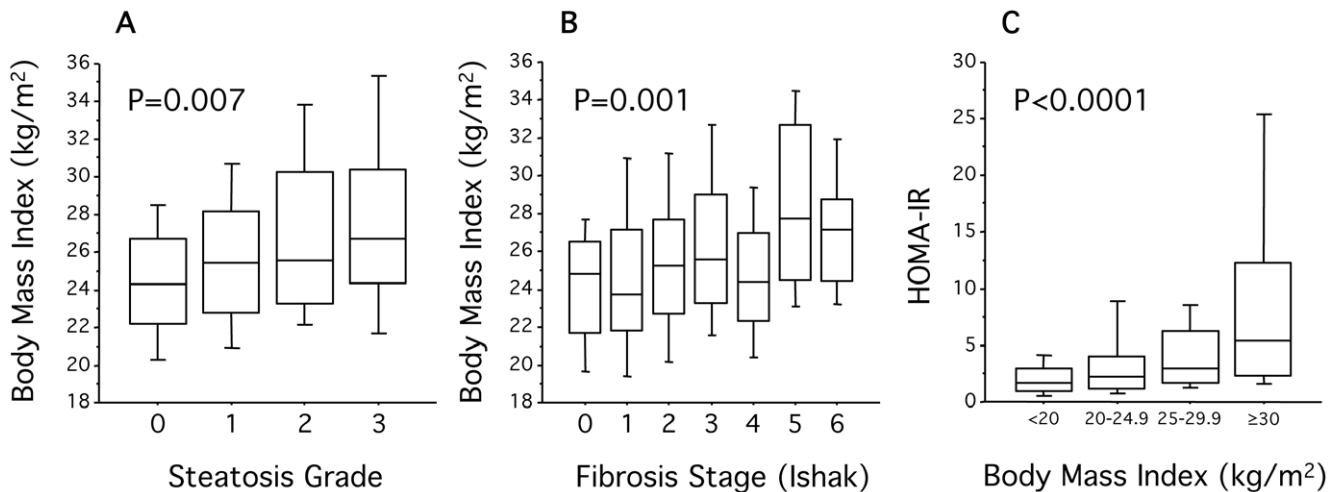 A
Body Mass Index (kg/m²)
36
34
32
30
28
26
24
22
20
18
P=0.007
0 1 2 3
Steatosis Grade
B
Body Mass Index (kg/m²)
36
34
32
30
28
26
24
22
20
18
P=0.001
0 1 2 3 4 5 6
Fibrosis Stage (Ishak)
C
HOMA-IR
30
25
20
15
10
5
0
P<0.0001
<20 20-24.9 25-29.9 ≥30
Body Mass Index (kg/m²)